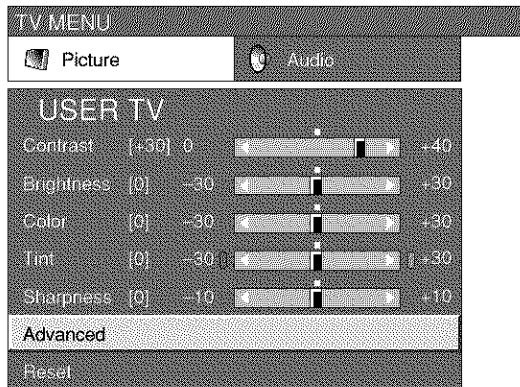 TV MENU
Picture Audio
USER TV
Contrast [+30] 0 +40
Brightness [0] –30 +30
Color [0] –30 +30
Tint [0] –30 +30
Sharpness [0] –10 +10
Advanced
Reset